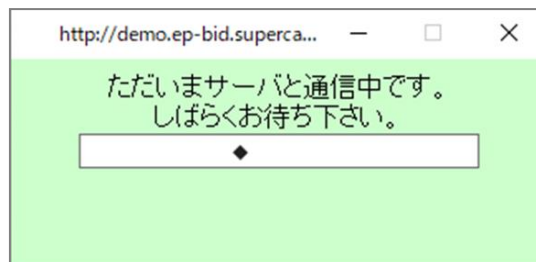 http://demo.ep-bid.superca...
ただいまサーバと通信中です。
しばらくお待ち下さい。